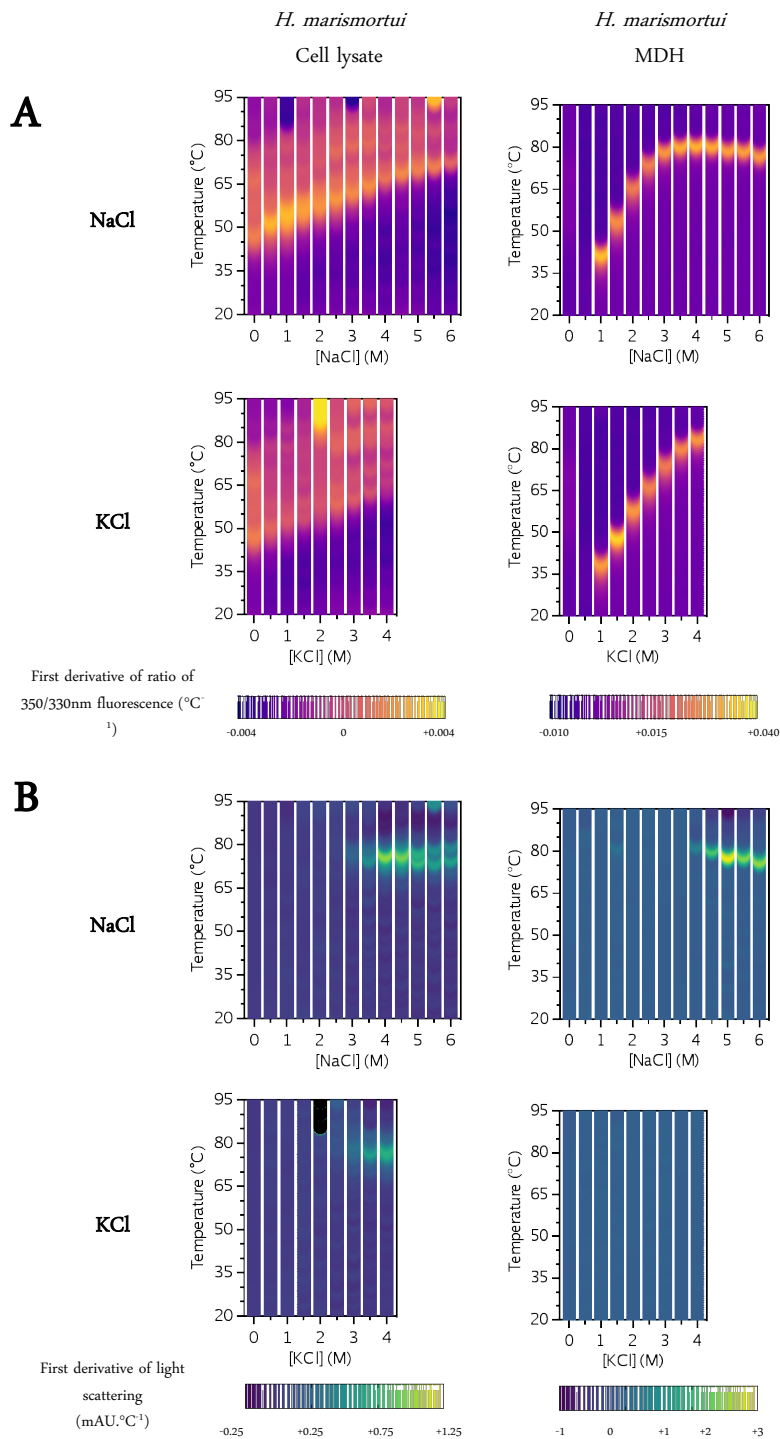 H. marismortui
Cell lysate
H. marismortui
MDH
A
NaCl
95
80
65
50
35
20
Temperature (°C)
0 1 2 3 4 5 6
[NaCl] (M)
95
80
65
50
35
20
Temperature (°C)
0 1 2 3 4 5 6
[NaCl] (M)
KCl
95
80
65
50
35
20
Temperature (°C)
0 1 2 3 4
[KCl] (M)
95
80
65
50
35
20
Temperature (°C)
0 1 2 3 4
KCl (M)
First derivative of ratio of
350/330nm fluorescence (°C-
1)
-0.004 0 +0.004
-0.010 +0.015 +0.040
B
NaCl
95
80
65
50
35
20
Temperature (°C)
0 1 2 3 4 5 6
[NaCl] (M)
95
80
65
50
35
20
Temperature (°C)
0 1 2 3 4 5 6
[NaCl] (M)
KCl
95
80
65
50
35
20
Temperature (°C)
0 1 2 3 4
[KCl] (M)
95
80
65
50
35
20
Temperature (°C)
0 1 2 3 4
[KCl] (M)
First derivative of light
scattering
(mAU.°C-1)
-0.25 +0.25 +0.75 +1.25
-1 0 +1 +2 +3